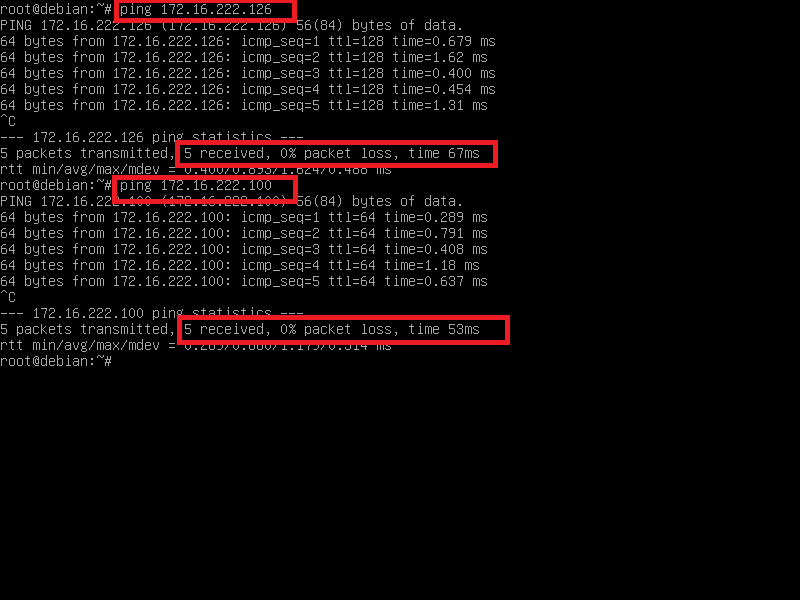 root@debian:~# ping 172.16.222.126
PING 172.16.222.126 (172.16.222.126) 56(84) bytes of data.
64 bytes from 172.16.222.126: icmp_seq=1 ttl=128 time=0.679 ms
64 bytes from 172.16.222.126: icmp_seq=2 ttl=128 time=1.62 ms
64 bytes from 172.16.222.126: icmp_seq=3 ttl=128 time=0.400 ms
64 bytes from 172.16.222.126: icmp_seq=4 ttl=128 time=0.454 ms
64 bytes from 172.16.222.126: icmp_seq=5 ttl=128 time=1.31 ms
^C
--- 172.16.222.126 ping statistics ---
5 packets transmitted, 5 received, 0% packet loss, time 67ms
rtt min/avg/max/mdev = 0.400/0.893/1.624/0.488 ms
root@debian:~# ping 172.16.222.100
PING 172.16.222.100 (172.16.222.100) 56(84) bytes of data.
64 bytes from 172.16.222.100: icmp_seq=1 ttl=64 time=0.289 ms
64 bytes from 172.16.222.100: icmp_seq=2 ttl=64 time=0.791 ms
64 bytes from 172.16.222.100: icmp_seq=3 ttl=64 time=0.408 ms
64 bytes from 172.16.222.100: icmp_seq=4 ttl=64 time=1.18 ms
64 bytes from 172.16.222.100: icmp_seq=5 ttl=64 time=0.637 ms
^C
--- 172.16.222.100 ping statistics ---
5 packets transmitted, 5 received, 0% packet loss, time 53ms
rtt min/avg/max/mdev = ms
root@debian:~#